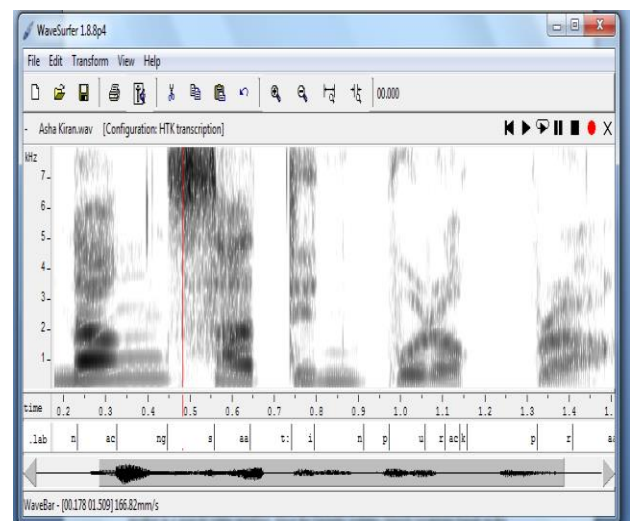 WaveSurfer 1.8.8p4
File Edit Transform View Help
00.000
- Asha Kiran.wav [Configuration: HTK transcription] X
kHz
7-
6-
5-
4-
3-
2-
1-
time 0.2 0.3 0.4 0.5 0.6 0.7 0.8 0.9 1.0 1.1 1.2 1.3 1.4 1.
.lab n ac ng s aa t: i n p u r ac k p r
WaveBar - [00.178 01.509] 166.82mm/s